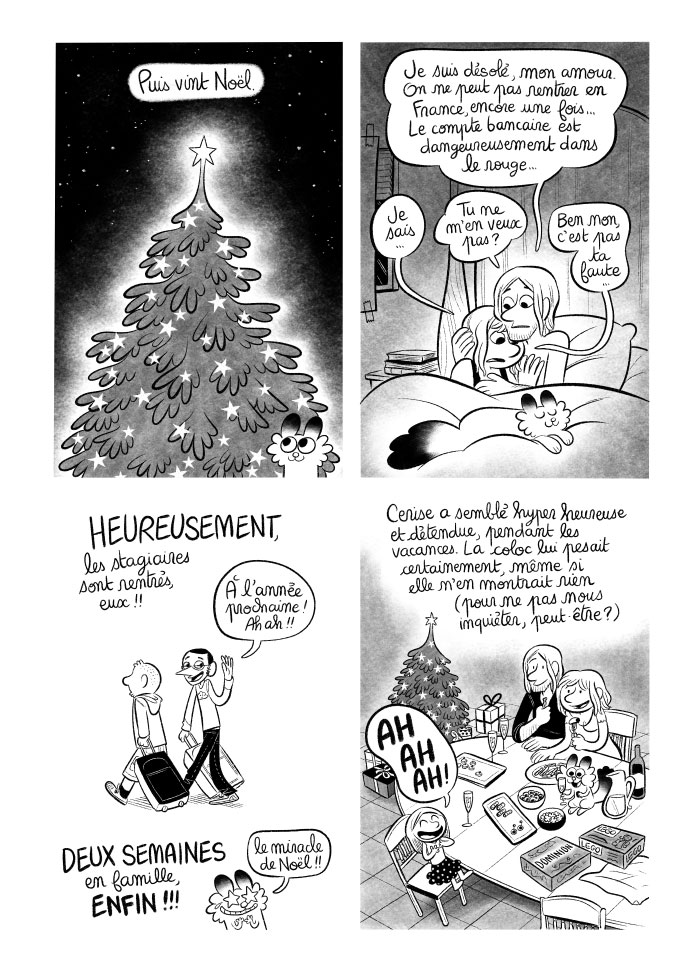 Puis vint Noël.
Je suis désolé, mon amour.
On ne peut pas rentrer en
France, encore une fois...
Le compte bancaire est
dangeureusement dans
le rouge...
Je
sais
...
Tu ne
m'en veux
pas?
Ben non,
c'est pas
ta
faute
...
HEUREUSEMENT,
les stagiaires
sont rentrés,
eux!!
À l'année
prochaine!
Ah ah!!
DEUX SEMAINES
en famille,
ENFIN!!!
le miracle
de Noël!!
Cerise a semblé hyper heureuse
et détendue, pendant les
vacances. La coloc lui pesait
certainement, même si
elle n'en montrait rien
(pour ne pas nous
inquiéter, peut-être?)
AH
AH
AH!
LEGO
LEGO
DOMINION